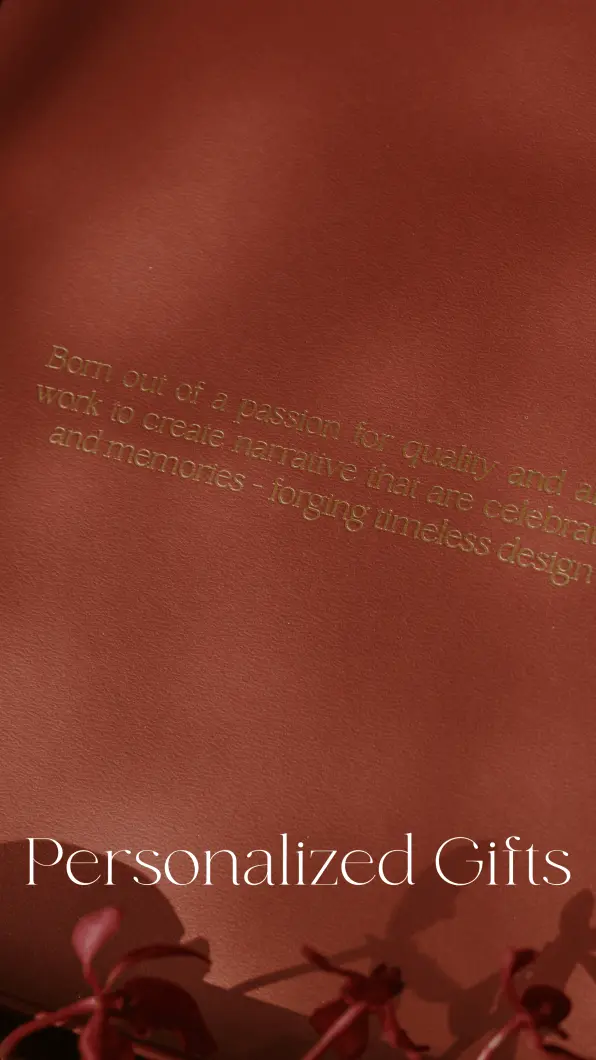 Born out of a passion for quality and
work to create narrative that are
and memories - forging timeless design
Personalized Gifts